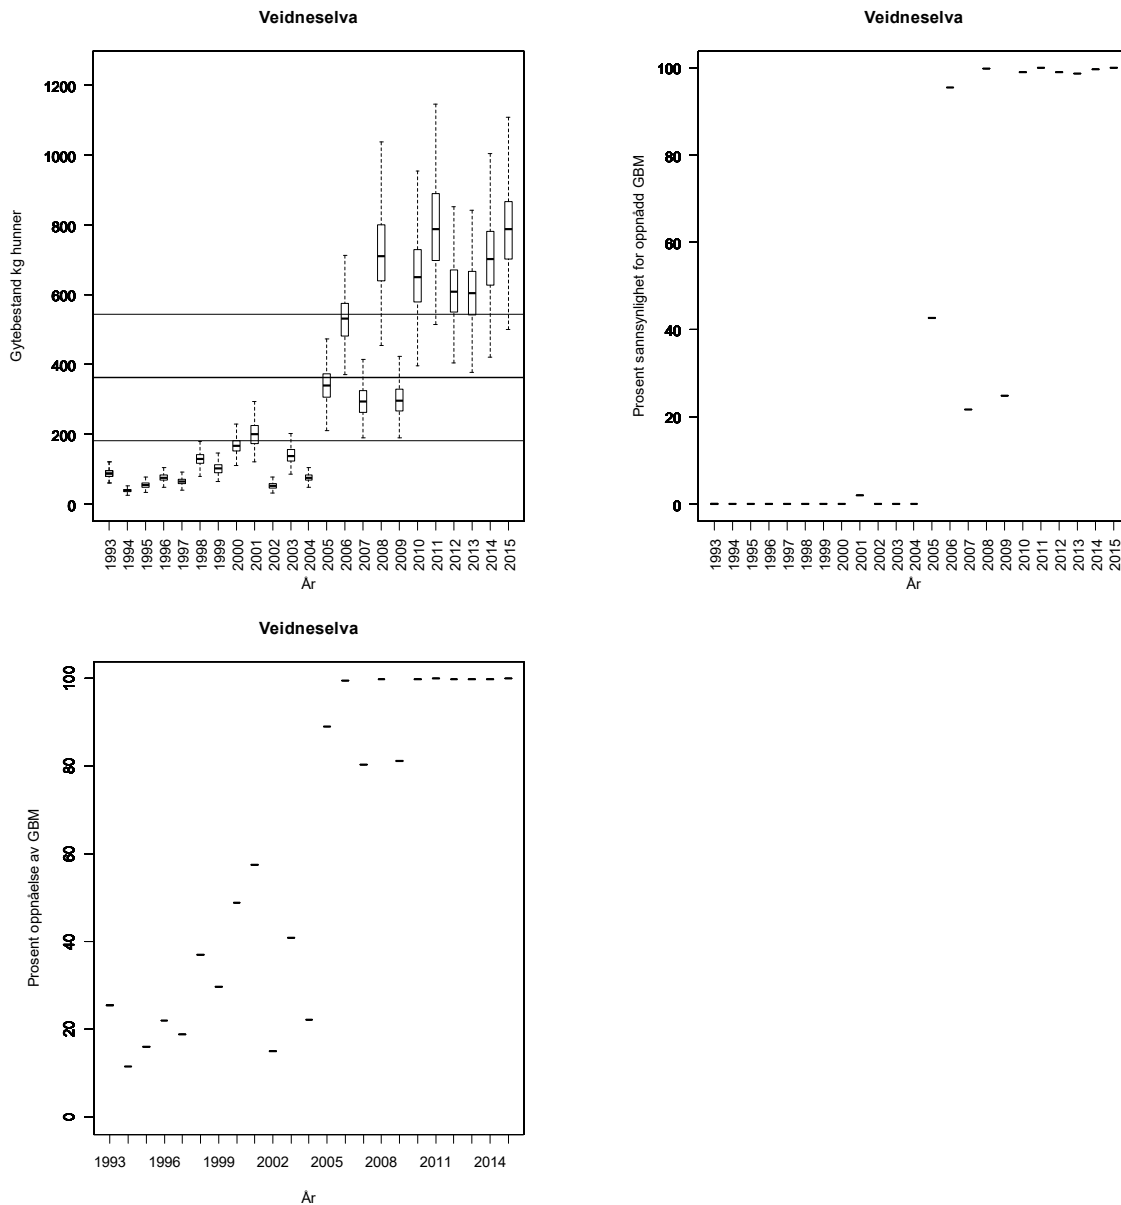 Veidneselva
Gytebestand kg hunner
1200
1000
800
600
400
200
0
1993 1994 1995 1996 1997 1998 1999 2000 2001 2002 2003 2004 2005 2006 2007 2008 2009 2010 2011 2012 2013 2014 2015
År
Veidneselva
Prosent sannsynlighet for oppnådd GBM
100
80
60
40
20
0
1993 1994 1995 1996 1997 1998 1999 2000 2001 2002 2003 2004 2005 2006 2007 2008 2009 2010 2011 2012 2013 2014 2015
År
Veidneselva
Prosent oppnåelse av GBM
100
80
60
40
20
0
1993 1996 1999 2002 2005 2008 2011 2014
År